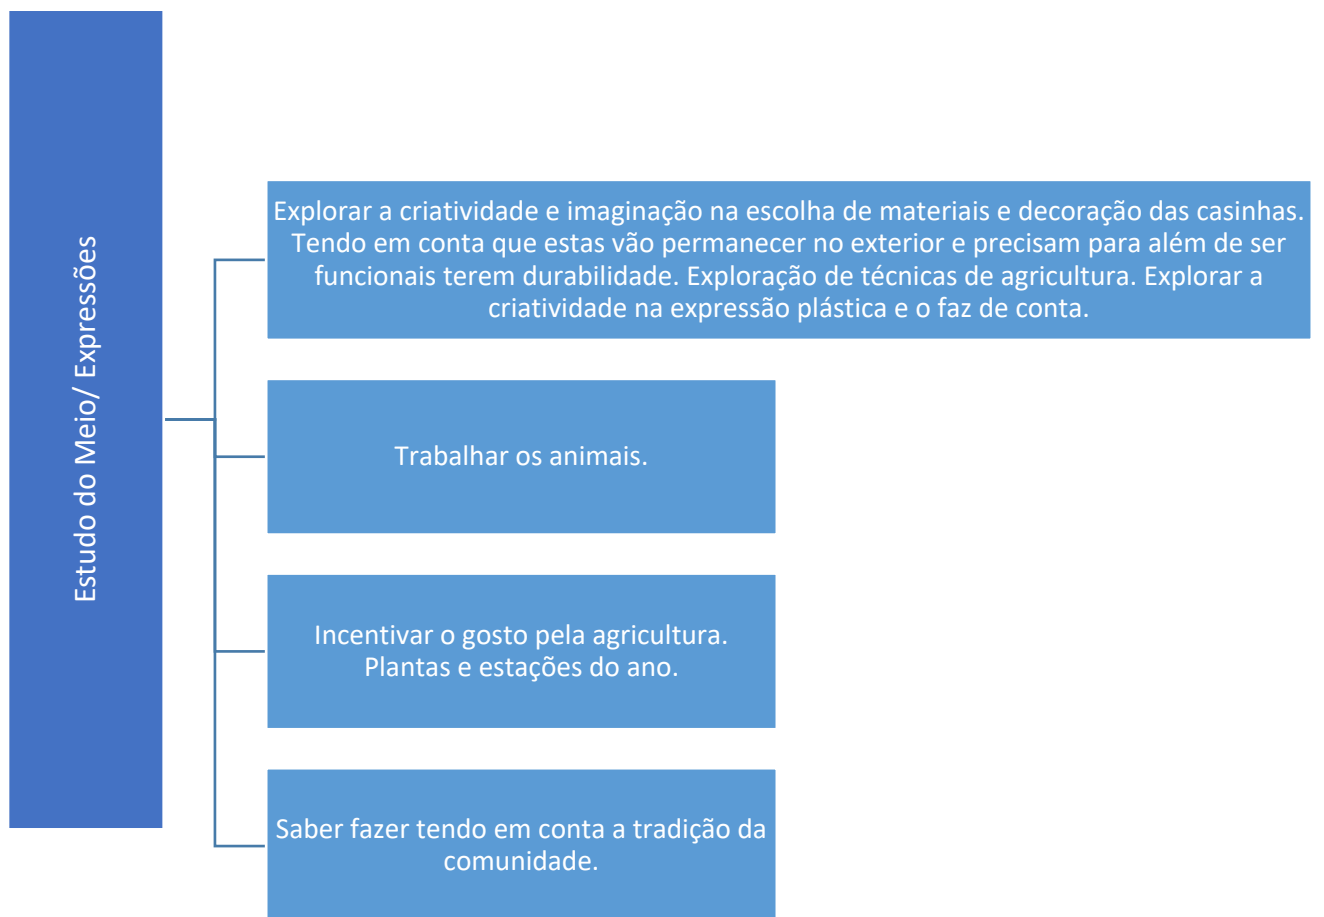 Estudo do Meio/ Expressões
Explorar a criatividade e imaginação na escolha de materiais e decoração das casinhas.
Tendo em conta que estas vão permanecer no exterior e precisam para além de ser
funcionais terem durabilidade. Exploração de técnicas de agricultura. Explorar a
criatividade na expressão plástica e o faz de conta.
Trabalhar os animais.
Incentivar o gosto pela agricultura.
Plantas e estações do ano.
Saber fazer tendo em conta a tradição da
comunidade.